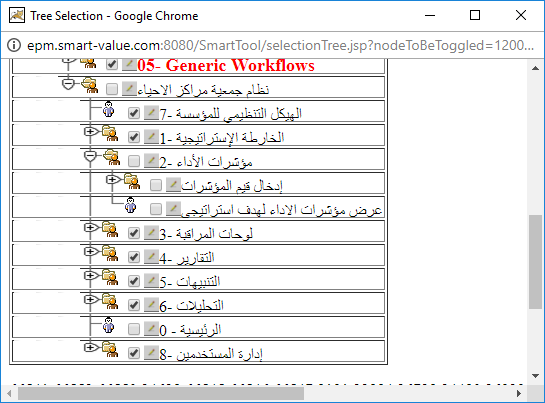 Tree Selection - Google Chrome
epm.smart-value.com:8080/SmartTool/selectionTree.jsp?nodeToBeToggled=1200...
05- Generic Workflows
نظام جمعية مراكز الاحياء
7- الهيكل التنظيمي للمؤسسة
1- الخارطة الإستراتيجية
2- مؤشرات الأداء
إدخال قيم المؤشرات
عرض مؤشرات الاداء لهدف استراتيجي
3- لوحات المراقبة
4- التقارير
5- التنبيهات
6- التحليلات
0 - الرئيسية
8- إدارة المستخدمين